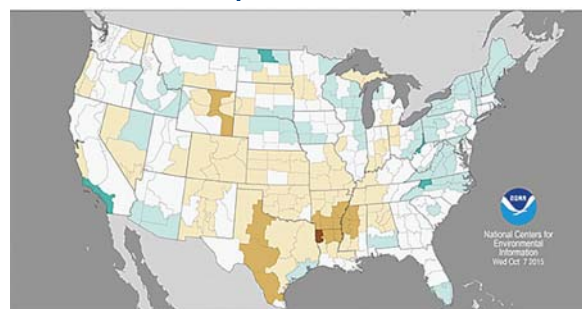 NOAA
National Centers for
Environmental
Information
Wed Oct 7 2015